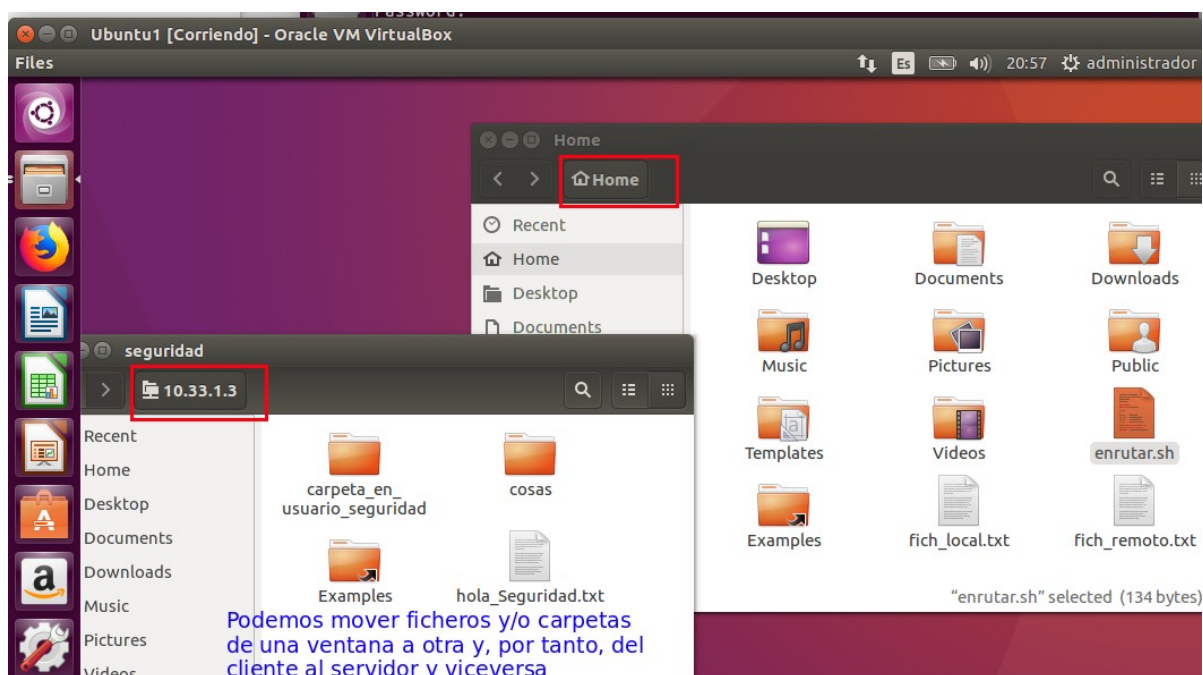 Password:
Ubuntu1 [Corriendo] - Oracle VM VirtualBox
Files
Es
20:57
administrador
Home
Home
Recent
Home
Desktop
Documents
Desktop
Documents
Downloads
Music
Pictures
Public
Templates
Videos
enrutar.sh
Examples
fich_local.txt
fich_remoto.txt
"enrutar.sh" selected (134 bytes)
seguridad
10.33.1.3
Recent
Home
Desktop
Documents
Downloads
Music
Pictures
Videos
carpeta_en_
usuario_seguridad
cosas
Examples
hola_Seguridad.txt
Podemos mover ficheros y/o carpetas
de una ventana a otra y, por tanto, del
cliente al servidor y viceversa